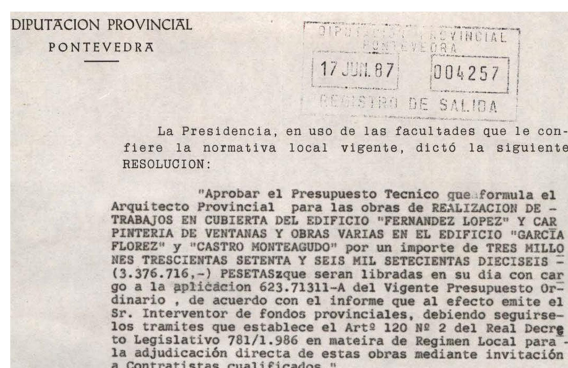 DIPUTACION PROVINCIAL
PONTEVEDRA
DIPUTACION PROVINCIAL
PONTEVEDRA
17 JUN. 87
004257
REGISTRO DE SALIDA
La Presidencia, en uso de las facultades que le con-
fiere la normativa local vigente, dictó la siguiente
RESOLUCION:
"Aprobar el Presupuesto Tecnico que formula el
Arquitecto Provincial para las obras de REALIZACION DE -
TRABAJOS EN CUBIERTA DEL EDIFICIO "FERNANDEZ LOPEZ" Y CAR
PINTERIA DE VENTANAS Y OBRAS VARIAS EN EL EDIFICIO "GARCIA
FLOREZ" y "CASTRO MONTEAGUDO" por un importe de TRES MILLO
NES TRESCIENTAS SETENTA Y SEIS MIL SETECIENTAS DIECISEIS -
(3.376.716,-) PESETASzque seran libradas en su dia con car
go a la aplicacion 623.71311-A del Vigente Presupuesto Or-
dinario , de acuerdo con el informe que al efecto emite el
Sr. Interventor de fondos provinciales, debiendo seguirse-
los tramites que establece el Artº 120 Nº 2 del Real Decre
to Legislativo 781/1.986 en mateira de Regimen Local para -
la adjudicación directa de estas obras mediante invitación
a Contratistas cualificados."